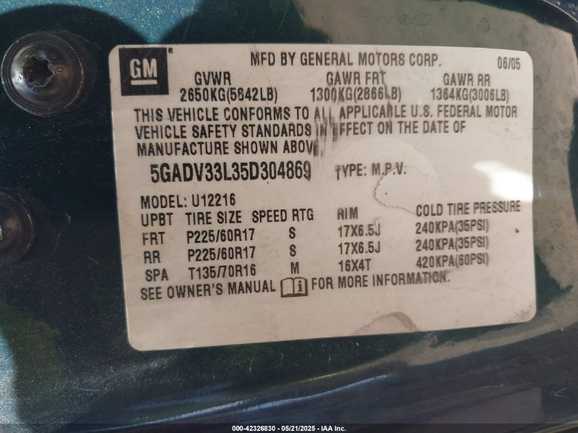 GM
MFD BY GENERAL MOTORS CORP. 06/05
GVWR GAWR FRT GAWR RR
2650KG(5842LB) 1300KG(2866LB) 1364KG(3006LB)
THIS VEHICLE CONFORMS TO ALL APPLICABLE U.S. FEDERAL MOTOR
VEHICLE SAFETY STANDARDS IN EFFECT ON THE DATE OF
MANUFACTURE SHOWN ABOVE
5GADV33L35D304869 TYPE: M.P.V.
MODEL: U12216
UPBT TIRE SIZE SPEED RTG RIM COLD TIRE PRESSURE
FRT P225/60R17 S 17X6.5J 240KPA(35PSI)
RR P225/60R17 S 17X6.5J 240KPA(35PSI)
SPA T135/70R16 M 16X4T 420KPA(60PSI)
SEE OWNER'S MANUAL i FOR MORE INFORMATION.
000-42326830 - 05/21/2025 - IAA Inc.